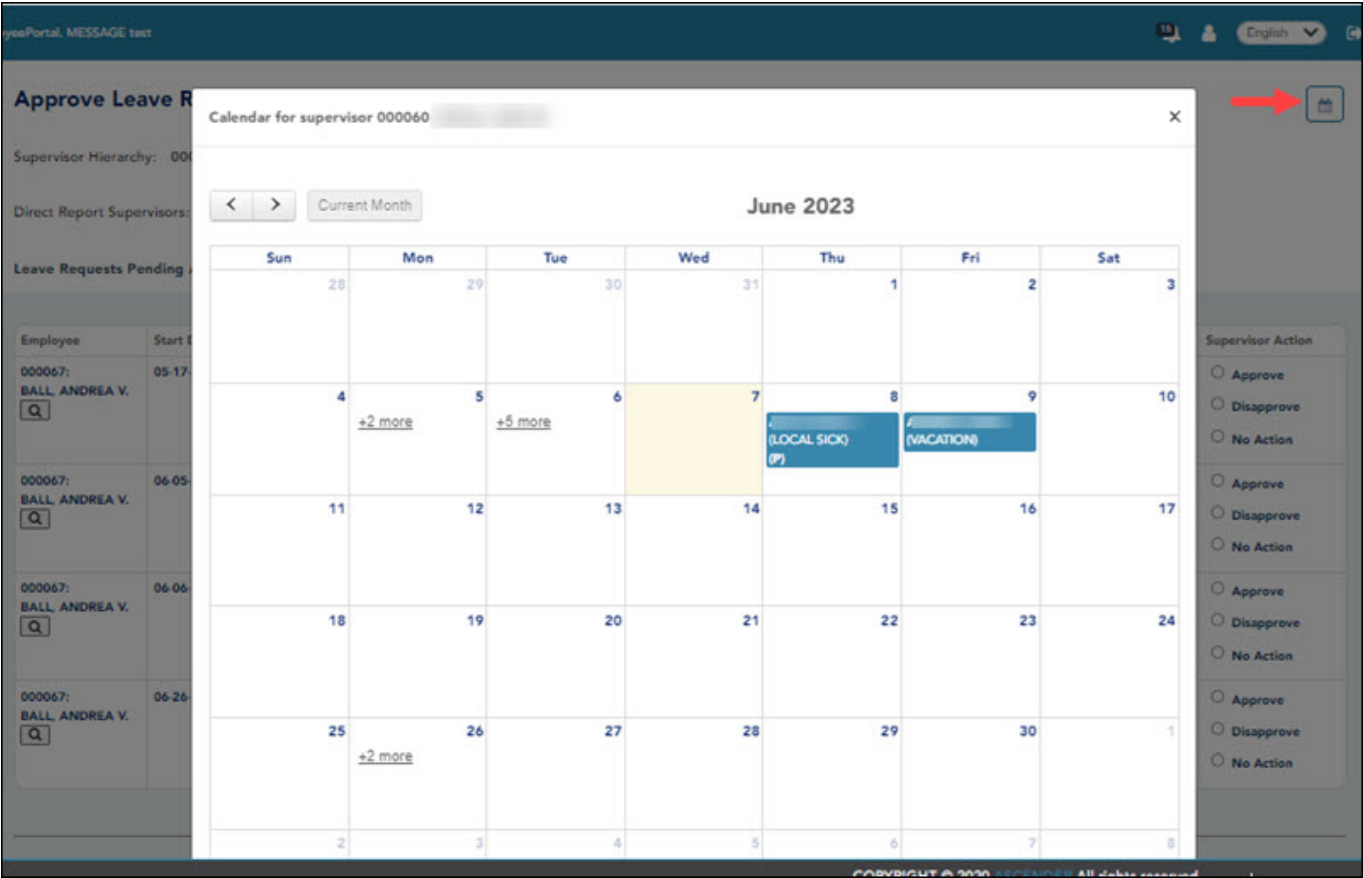 yeePortal. MESSAGE test
15
English
Approve Leave R
Calendar for supervisor 000060
×
Supervisor Hierarchy: 000
Direct Report Supervisors:
< > Current Month
June 2023
Leave Requests Pending
Sun Mon Tue Wed Thu Fri Sat
28 29 30 31 1 2 3
4 5 6 7 8 9 10
+2 more +5 more
(LOCAL SICK) (VACATION)
(P)
11 12 13 14 15 16 17
18 19 20 21 22 23 24
25 26 27 28 29 30 1
+2 more
2 3 4 5 6 7 8
Employee Start D Supervisor Action
000067: 05-17- Approve
BALL, ANDREA V. Disapprove
No Action
000067: 06-05- Approve
BALL, ANDREA V. Disapprove
No Action
000067: 06-06- Approve
BALL, ANDREA V. Disapprove
No Action
000067: 06-26- Approve
BALL, ANDREA V. Disapprove
No Action
COPYRIGHT © 2020 ASCENDER All rights reserved